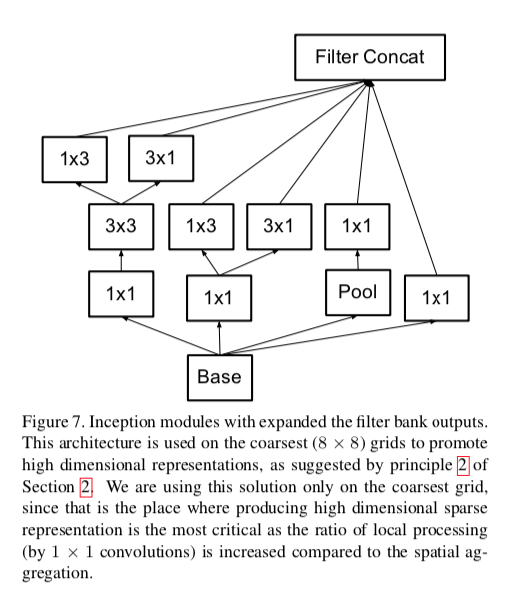 Filter Concat
1x3
3x1
3x3
1x3
3x1
1x1
1x1
1x1
Pool
1x1
Base
Figure 7. Inception modules with expanded the filter bank outputs.
This architecture is used on the coarsest (8 × 8) grids to promote
high dimensional representations, as suggested by principle 2 of
Section 2. We are using this solution only on the coarsest grid,
since that is the place where producing high dimensional sparse
representation is the most critical as the ratio of local processing
(by 1 × 1 convolutions) is increased compared to the spatial ag-
gregation.